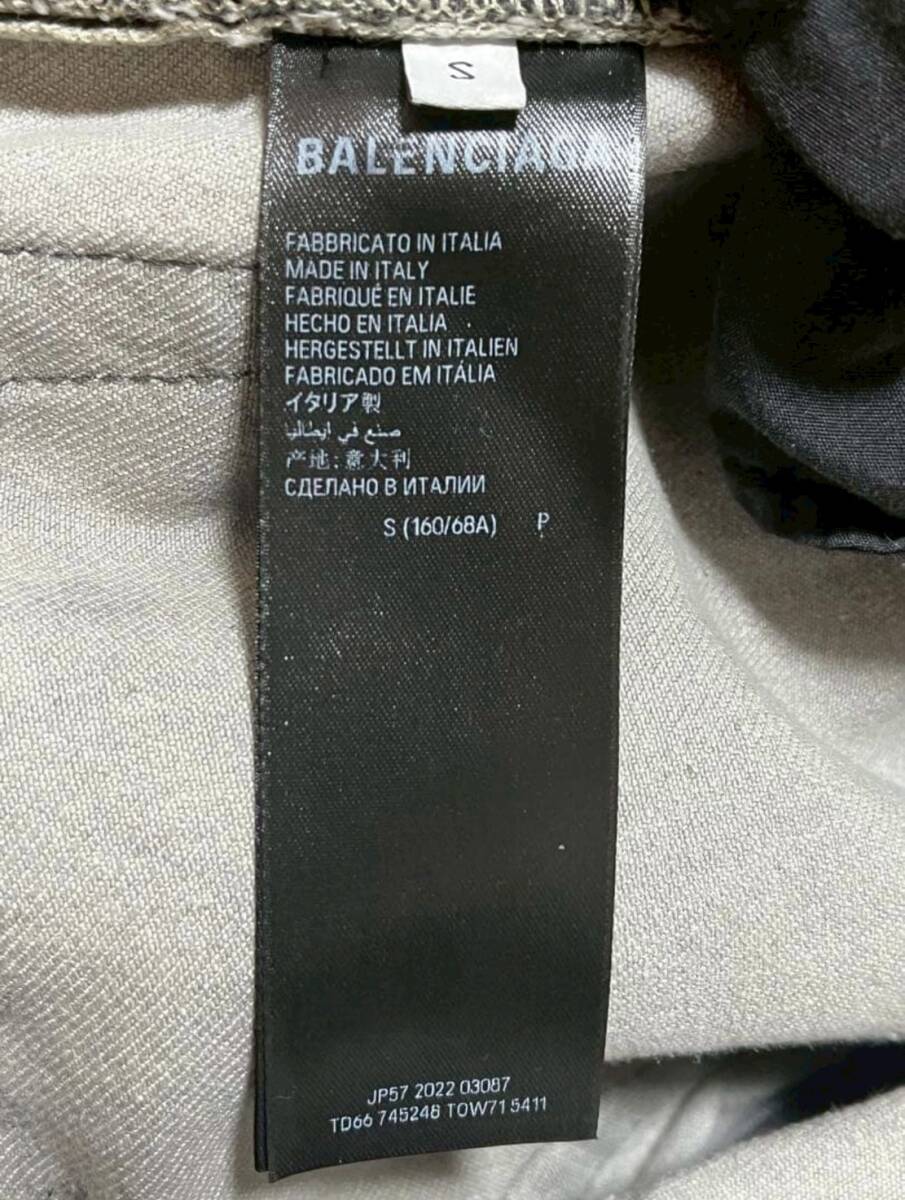 S
BALENCIAGA
FABBRICATO IN ITALIA
MADE IN ITALY
FABRIQUÉ EN ITALIE
HECHO EN ITALIA
HERGESTELLT IN ITALIEN
FABRICADO EM ITÁLIA
イタリア製
صنع في ايطاليا
产地:意大利
СДЕЛАНО В ИТАЛИИ
S (160/68A) P
JP57 2022 03087
TD66 745248 TOW71 5411